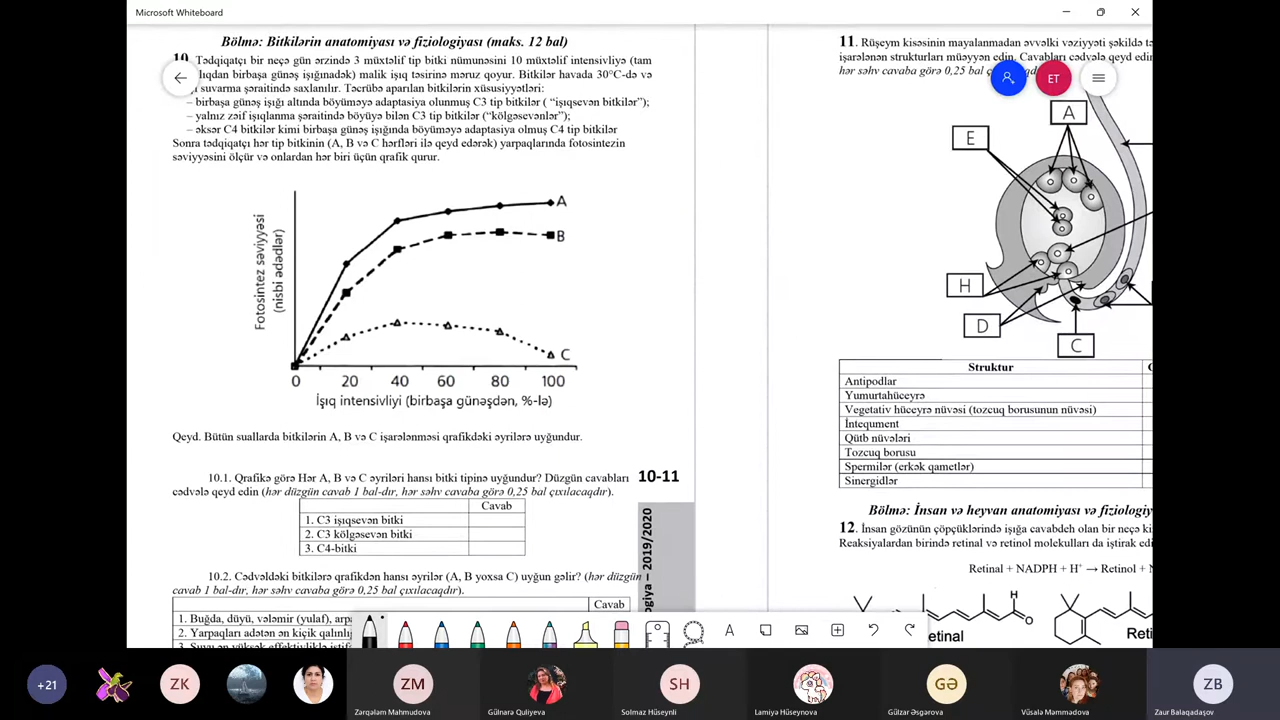 Microsoft Whiteboard
Bölmə: Bitkilərin anatomiyası və fiziologiyası (maks. 12 bal)
10. Tədqiqatçı bir neçə gün ərzində 3 müxtəlif tip bitki nümunəsini 10 müxtəlif intensivliyə (tam
birbaşa günəş işığınadək) malik işıq təsirinə məruz qoyur. Bitkilər havada 30°C-də və
suvarma şəraitində saxlanılır. Təcrübə aparılan bitkilərin xüsusiyyətləri:
– birbaşa günəş işığı altında böyüməyə adaptasia olunmuş C3 tip bitkilər ( “işıqsevən bitkilər”);
– yalnız zəif işıqlanma şəraitində böyüyə bilən C3 tip bitkilər (“kölgəsevənlər”);
– əksər C4 bitkilər kimi birbaşa günəş işığında böyüməyə adaptasiya olmuş C4 tip bitkilər
Sonra tədqiqatçı hər tip bitkinin (A, B və C hərfləri ilə qeyd edərək) yarpaqlarında fotosintezin
səviyyəsini ölçür və onlardan hər biri üçün qrafik qurur.
Fotosintez səviyyəsi
(nisbi ədədlər)
A
B
C
0 20 40 60 80 100
İşıq intensivliyi (birbaşa günəşdən, %-lə)
Qeyd. Bütün suallarda bitkilərin A, B və C işarələnməsi qrafikdəki əyrilərə uyğundur.
10.1. Qrafikə görə Hər A, B və C əyriləri hansı bitki tipinə uyğundur? Düzgün cavabları
cədvələ qeyd edin (hər düzgün cavab 1 bal-dır, hər səhv cavaba görə 0,25 bal çıxılacaqdır).
Cavab
1. C3 işıqsevən bitki
2. C3 kölgəsevən bitki
3. C4-bitki
10.2. Cədvəldəki bitkilərə qrafikdən hansı əyrilər (A, B yoxsa C) uyğun gəlir? (hər düzgün
cavab 1 bal-dır, hər səhv cavaba görə 0,25 bal çıxılacaqdır).
Cavab
1. Buğda, düyü, vələmir (yulaf), arpa
2. Yarpaqları adətən ən kiçik qalınlı
3. Suyu ən yüksək effektivliklə istif
10-11
ogiya – 2019/2020
11. Rüşeym kisəsinin mayalanmadan əvvəlki vəziyyəti şəkildə tə
işarələnən strukturları müəyyən edin. Cavabları cədvələ qeyd edin
hər səhv cavaba görə 0,25 bal ç
ET
A
E
H
D
C
Struktur
Antipodlar
Yumurtahüceyrə
Vegetativ hüceyrə nüvəsi (tozcuq borusunun nüvəsi)
İntequment
Qütb nüvələri
Tozcuq borusu
Spermilər (erkək qametlər)
Sinergidlər
Bölmə: İnsan və heyvan anatomiyası və fiziologiy
12. İnsan gözünün çöpçüklərində işığa cavabdeh olan bir neçə ki
Reaksiyalardan birində retinal və retinol molekulları da iştirak edi
Retinal + NADPH + H⁺ → Retinol + N
H
O
etinal
Reti
A
+21
ZK
ZM
Zərqələm Mahmudova
Gülnarə Quliyeva
SH
Solmaz Hüseynli
Lamiyə Hüseynova
GƏ
Gülzar Əsgərova
Vüsalə Məmmədova
ZB
Zaur Balaqadaşov